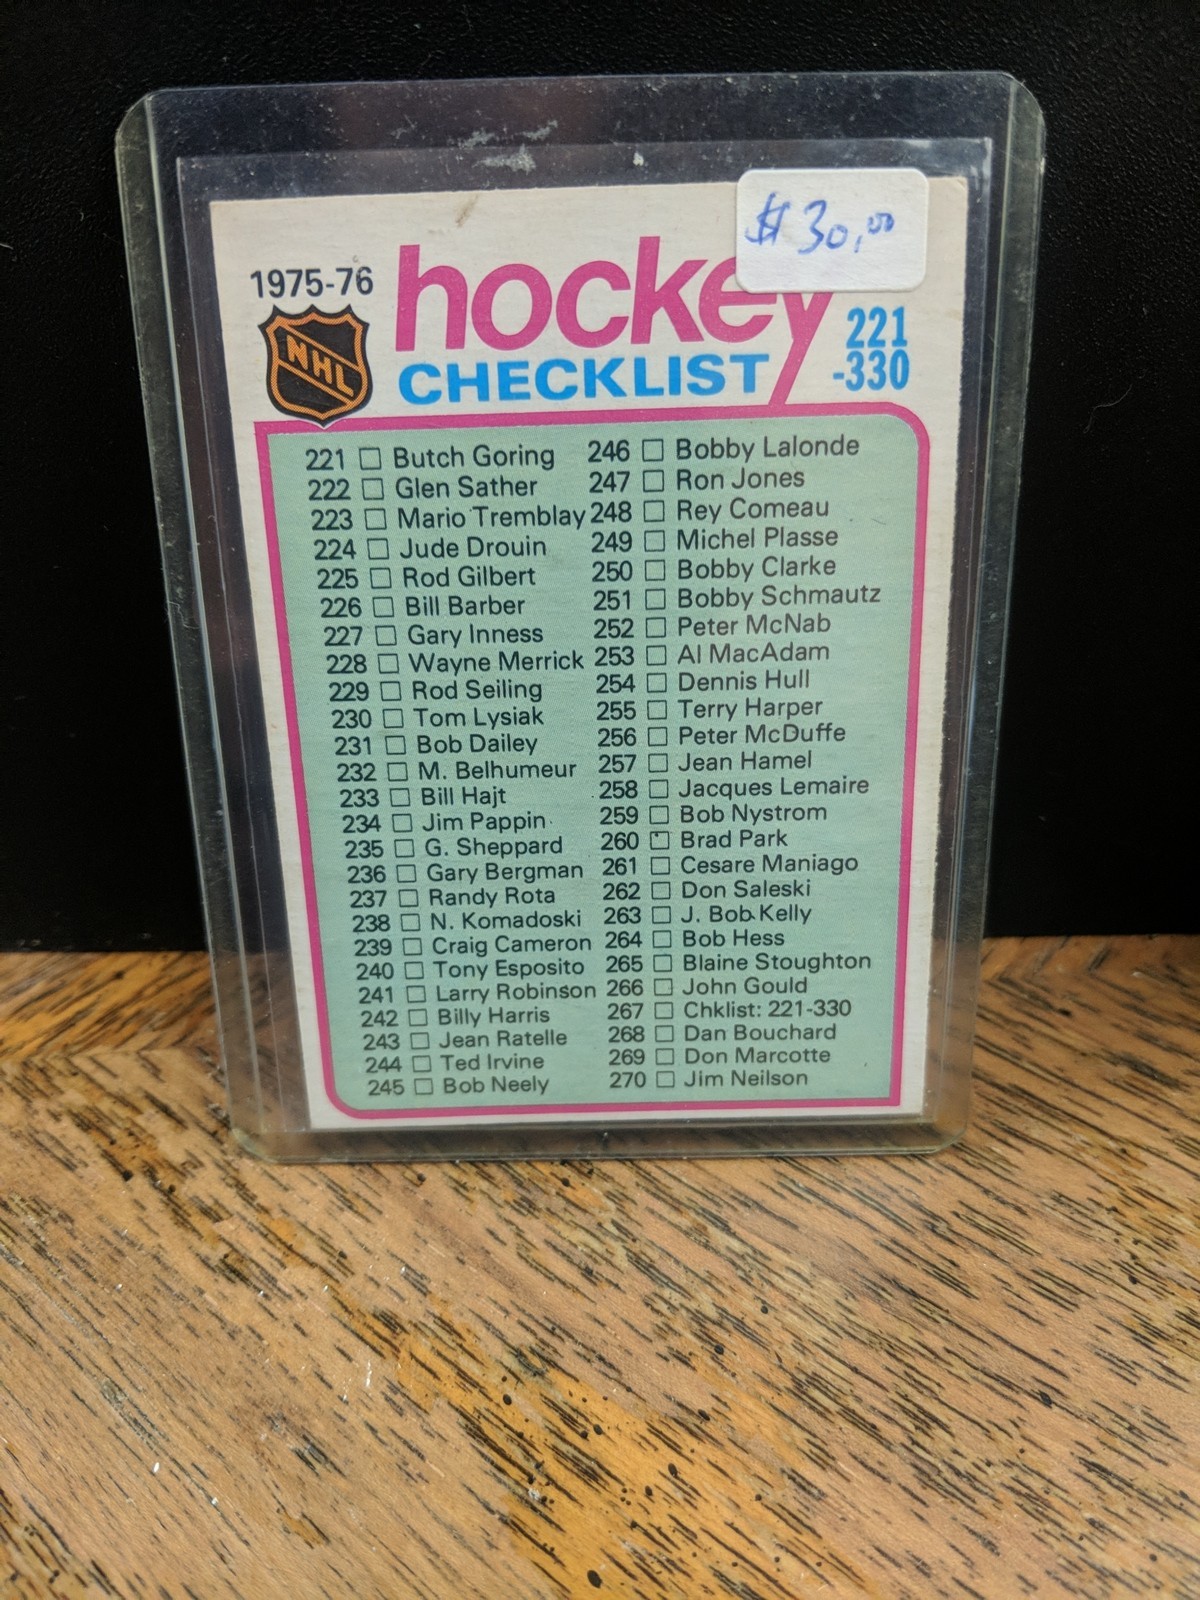 $30.00
1975-76
hockey
NHL
CHECKLIST
221
-330
221 Butch Goring
222 Glen Sather
223 Mario Tremblay
224 Jude Drouin
225 Rod Gilbert
226 Bill Barber
227 Gary Inness
228 Wayne Merrick
229 Rod Seiling
230 Tom Lysiak
231 Bob Dailey
232 M. Belhumeur
233 Bill Hajt
234 Jim Pappin
235 G. Sheppard
236 Gary Bergman
237 Randy Rota
238 N. Komadoski
239 Craig Cameron
240 Tony Esposito
241 Larry Robinson
242 Billy Harris
243 Jean Ratelle
244 Ted Irvine
245 Bob Neely
246 Bobby Lalonde
247 Ron Jones
248 Rey Comeau
249 Michel Plasse
250 Bobby Clarke
251 Bobby Schmautz
252 Peter McNab
253 Al MacAdam
254 Dennis Hull
255 Terry Harper
256 Peter McDuffe
257 Jean Hamel
258 Jacques Lemaire
259 Bob Nystrom
260 Brad Park
261 Cesare Maniago
262 Don Saleski
263 J. Bob Kelly
264 Bob Hess
265 Blaine Stoughton
266 John Gould
267 Chklist: 221-330
268 Dan Bouchard
269 Don Marcotte
270 Jim Neilson